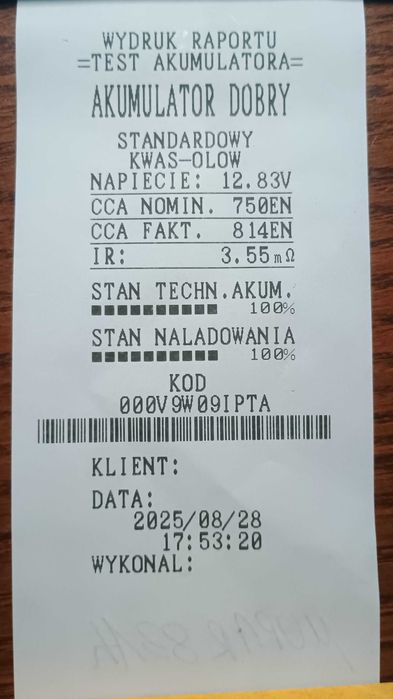 WYDRUK RAPORTU
=TEST AKUMULATORA=
AKUMULATOR DOBRY
STANDARDOWY
KWAS-OLOW
NAPIECIE: 12.83V
CCA NOMIN. 750EN
CCA FAKT. 814EN
IR: 3.55mΩ
STAN TECHN.AKUM.
100%
STAN NALADOWANIA
100%
KOD
000V9W09IPTA
KLIENT:
DATA:
2025/08/28
17:53:20
WYKONAL: